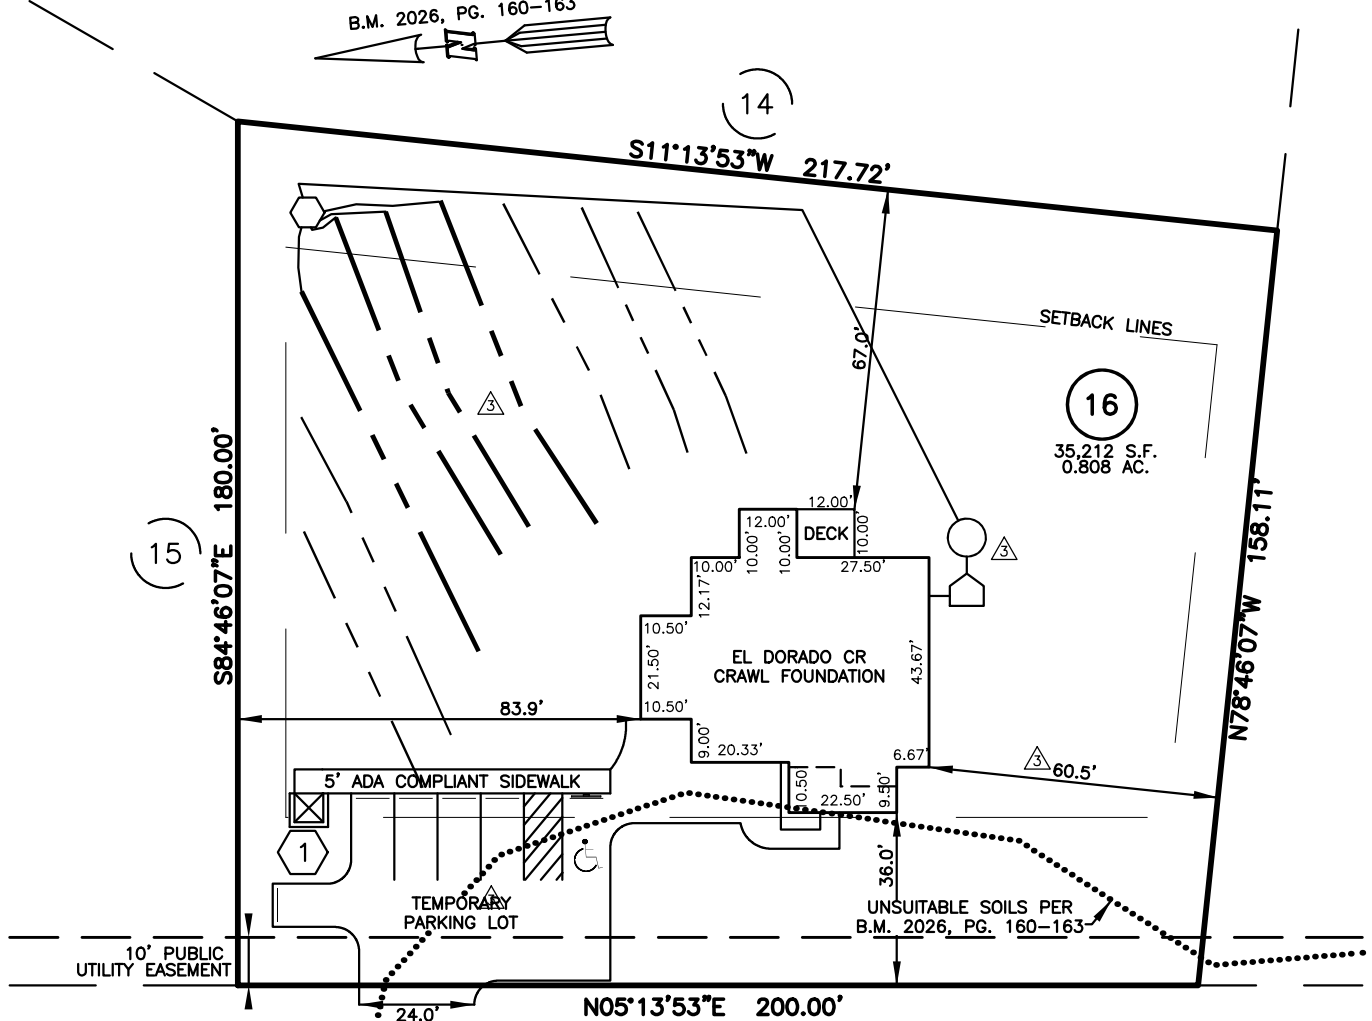 B.M. 2026, PG. 160-163
N
14
S11°13'53"W 217.72'
SETBACK LINES
67.0'
3
16
35,212 S.F.
0.808 AC.
S84°46'07"E 180.00'
15
N78°46'07"W 158.11'
12.00'
12.00'
DECK
10.00'
10.00'
10.00'
10.00'
27.50'
3
12.17'
10.50'
21.50'
EL DORADO CR
CRAWL FOUNDATION
43.67'
10.50'
83.9'
9.00'
20.33'
6.67'
3
60.5'
5' ADA COMPLIANT SIDEWALK
10.50
22.50'
9.50'
1
36.0'
3
TEMPORARY
PARKING LOT
UNSUITABLE SOILS PER
B.M. 2026, PG. 160-163
10' PUBLIC
UTILITY EASEMENT
24.0'
N05°13'53"E 200.00'